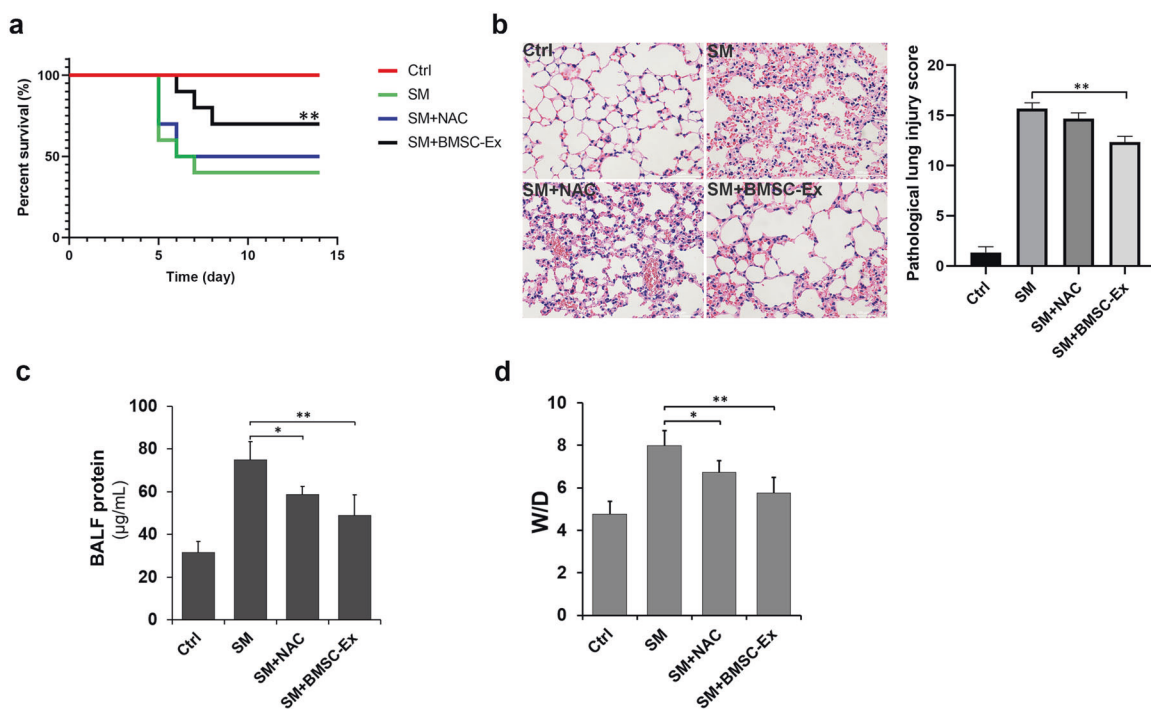 a
Percent survival (%)
100
50
0
0
5
10
15
Time (day)
Ctrl
SM
SM+NAC
SM+BMSC-Ex
**
b
Ctrl
SM
SM+NAC
SM+BMSC-Ex
Pathological lung injury score
20
15
10
5
0
**
Ctrl
SM
SM+NAC
SM+BMSC-Ex
c
BALF protein
(μg/mL)
100
80
60
40
20
0
**
*
Ctrl
SM
SM+NAC
SM+BMSC-Ex
d
W/D
10
8
6
4
2
0
**
*
Ctrl
SM
SM+NAC
SM+BMSC-Ex